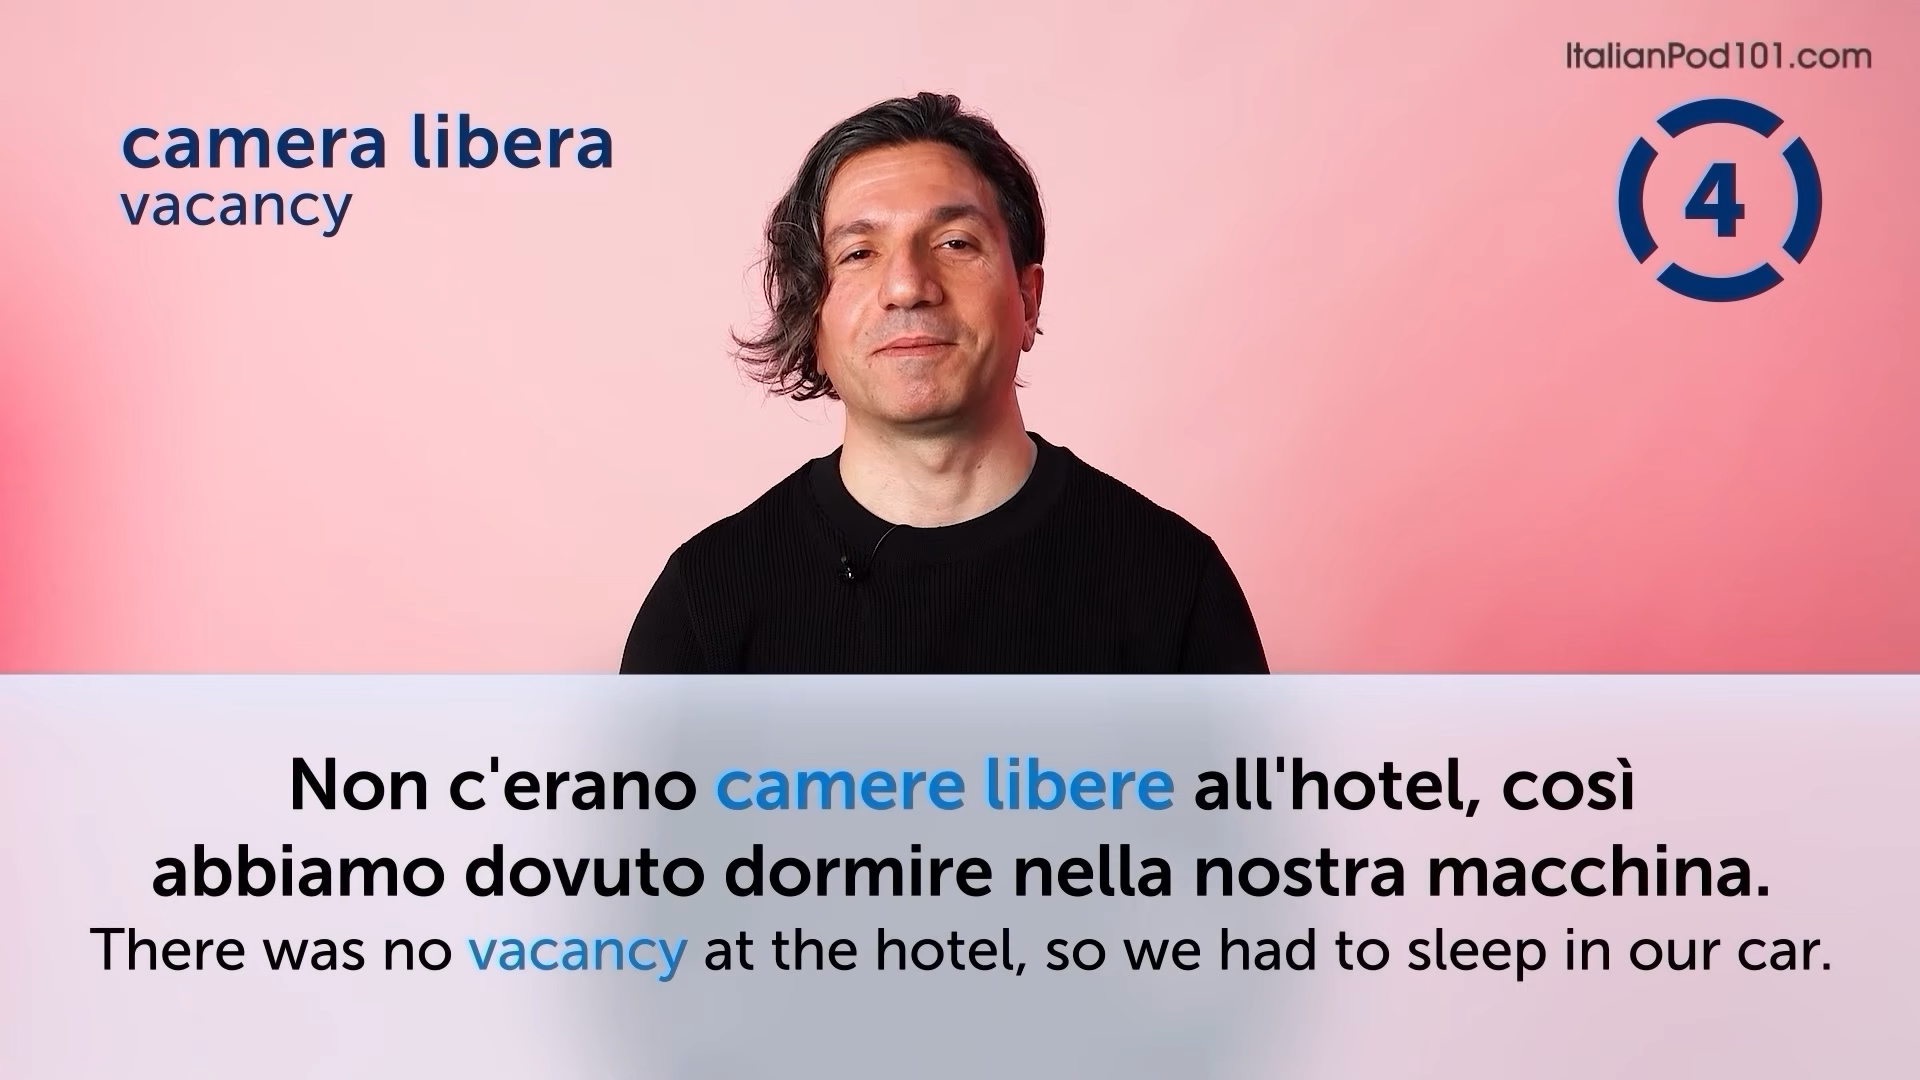 ItalianPod101.com
camera libera
vacancy
4
Non c'erano camere libere all'hotel, così
abbiamo dovuto dormire nella nostra macchina.
There was no vacancy at the hotel, so we had to sleep in our car.